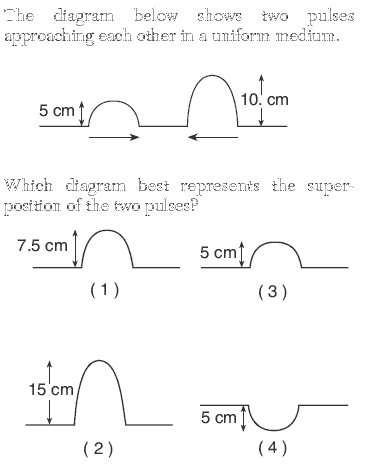 The diagram below shows two pulses
approaching each other in a uniform medium.
5 cm
10. cm
Which diagram best represents the super-
position of the two pulses?
7.5 cm
5 cm
(1)
(3)
15 cm
5 cm
(2)
(4)